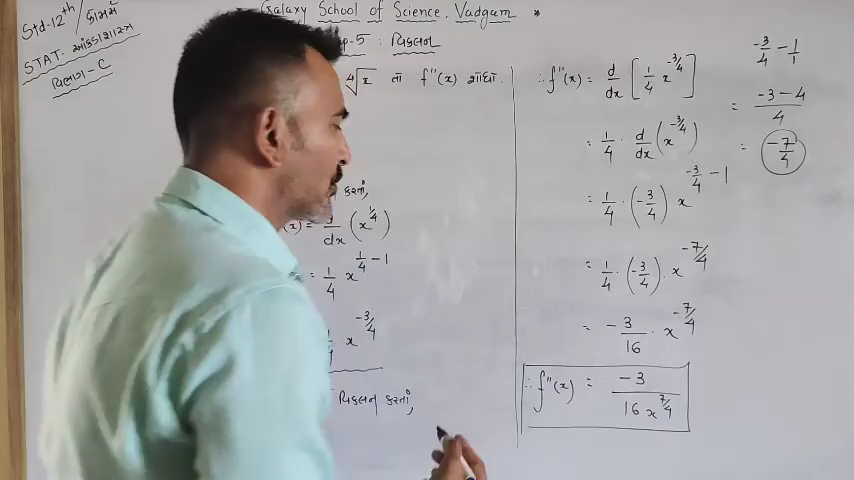 Std-12th / કોમર્સ
STAT. આંકડાશાસ્ત્ર
વિભાગ - C
Galaxy School of Science. Vadgam *
-5 : વિકલન
⁴√x તો f''(x) શોધો.
કરતાં,
(x) = d/dx (x^1/4)
= 1/4 x^1/4 - 1
x^-3/4
વિકલન કરતાં,
∴ f''(x) = d/dx [1/4 x^-3/4]
= 1/4 · d/dx (x^-3/4)
= 1/4 · (-3/4) x^-3/4 - 1
= 1/4 · (-3/4) · x^-7/4
= -3/16 · x^-7/4
∴ f''(x) = -3/16 x^7/4
-3/4 - 1/1
= -3 - 4/4
= -7/4